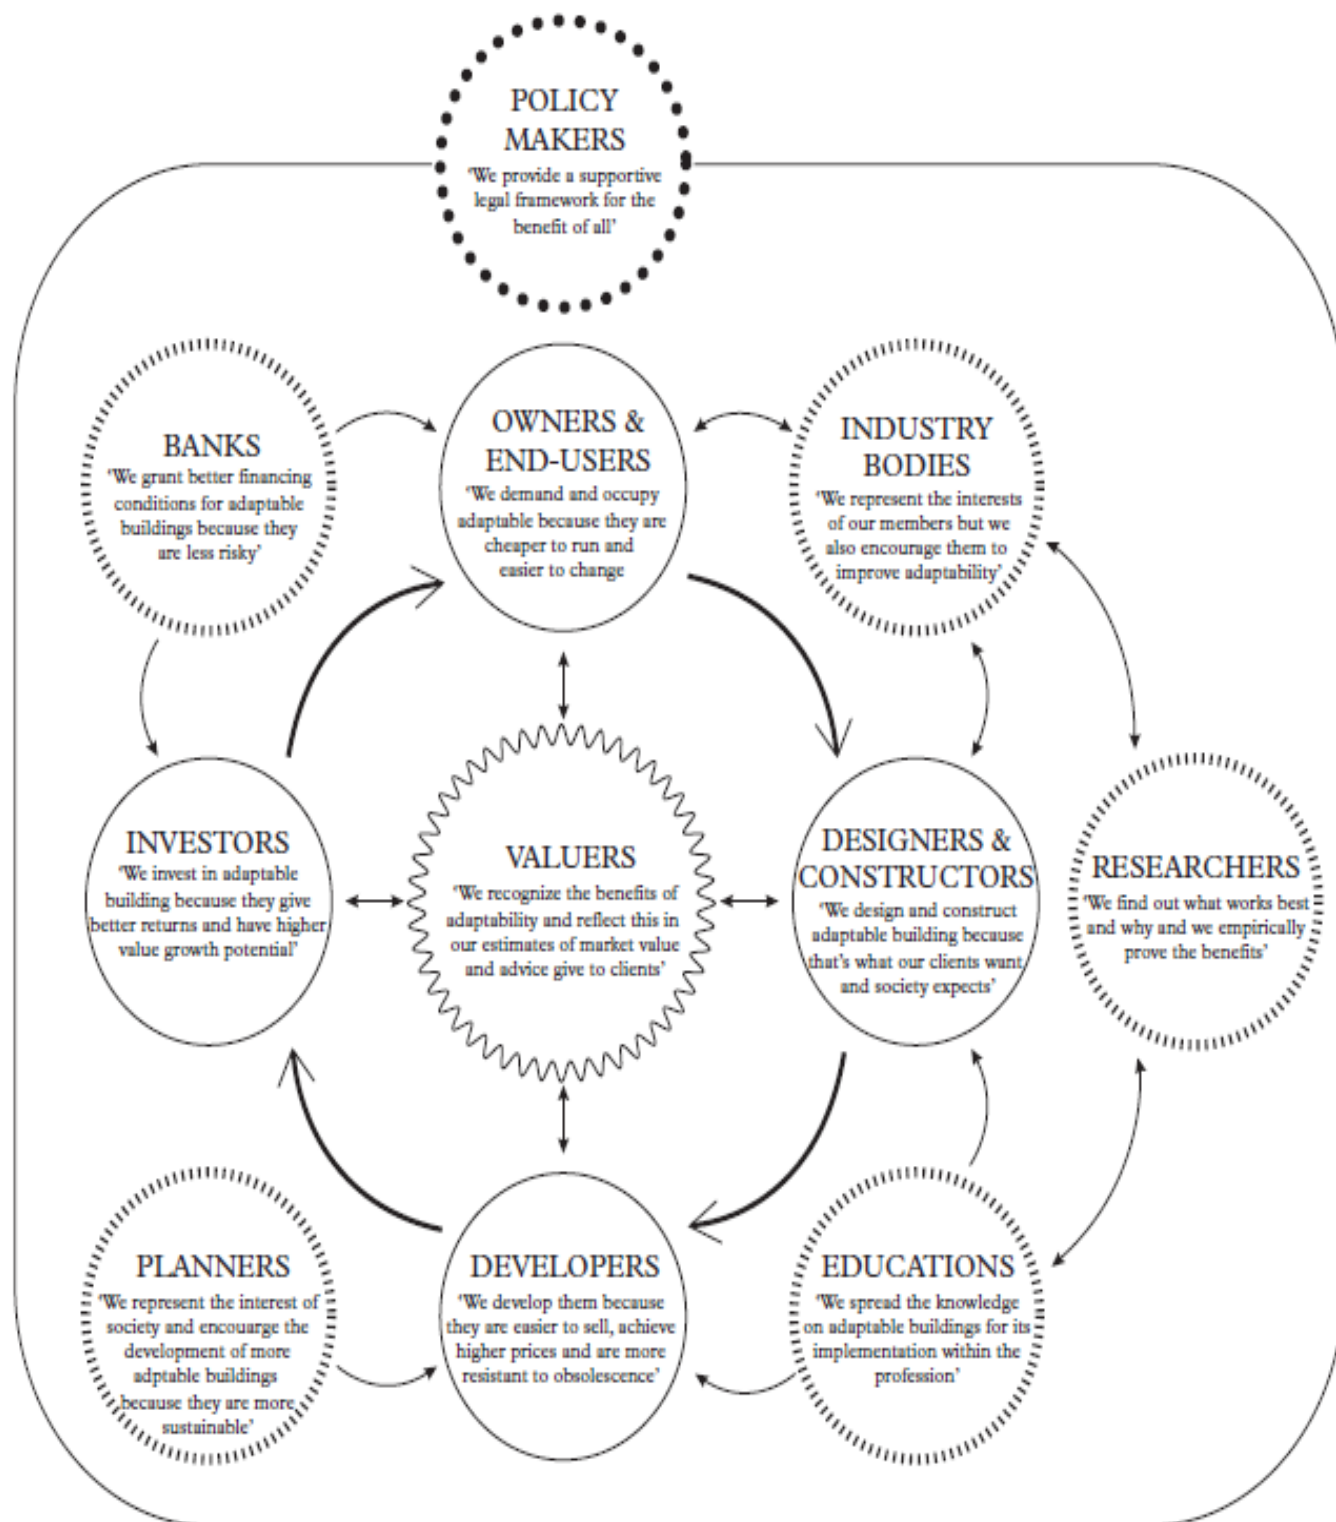 POLICY
MAKERS
'We provide a supportive
legal framework for the
benefit of all'
BANKS
'We grant better financing
conditions for adaptable
buildings because they
are less risky'
OWNERS &
END-USERS
'We demand and occupy
adaptable because they are
cheaper to run and
easier to change
INDUSTRY
BODIES
'We represent the interests
of our members but we
also encourage them to
improve adaptability'
INVESTORS
'We invest in adaptable
building because they give
better returns and have higher
value growth potential'
VALUERS
'We recognize the benefits of
adaptability and reflect this in
our estimates of market value
and advice give to clients'
DESIGNERS &
CONSTRUCTORS
'We design and construct
adaptable building because
that's what our clients want
and society expects'
RESEARCHERS
'We find out what works best
and why and we empirically
prove the benefits'
PLANNERS
'We represent the interest of
society and encouarge the
development of more
adptable buildings
because they are more
sustainable'
DEVELOPERS
'We develop them because
they are easier to sell, achieve
higher prices and are more
resistant to obsolescence'
EDUCATIONS
'We spread the knowledge
on adaptable buildings for its
implementation within the
profession'